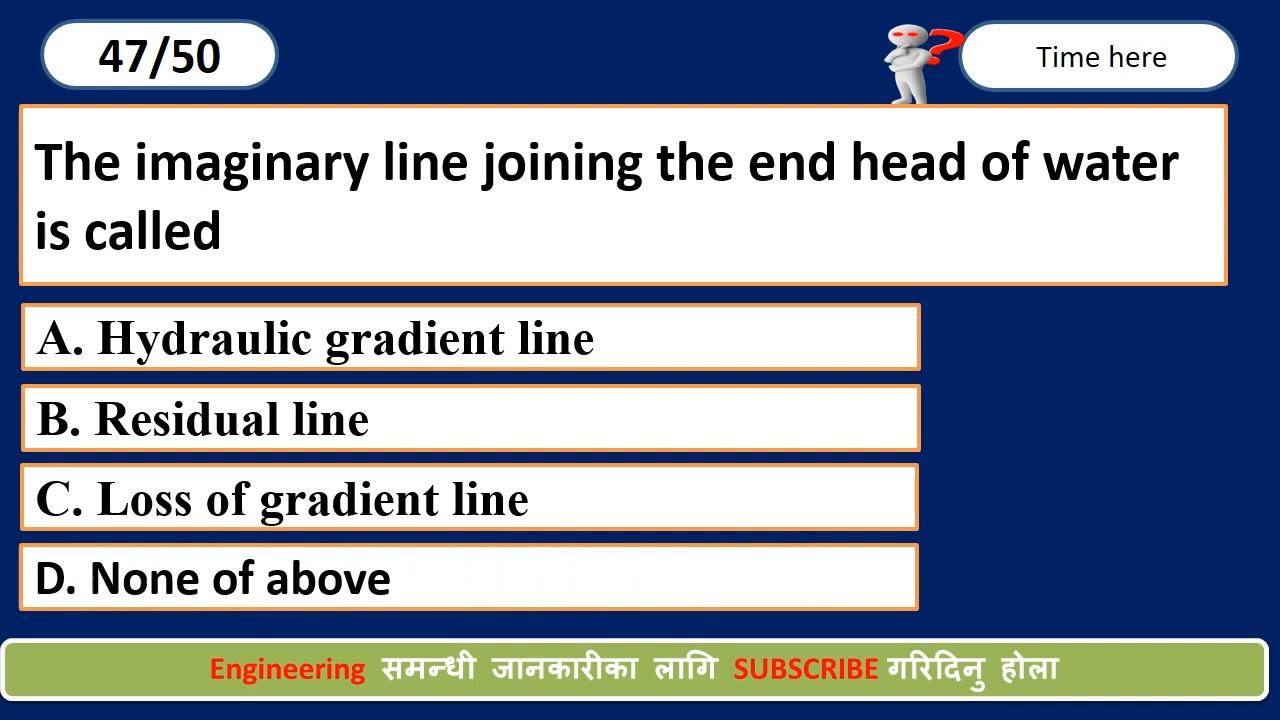 47/50
Time here
The imaginary line joining the end head of water
is called
A. Hydraulic gradient line
B. Residual line
C. Loss of gradient line
D. None of above
Engineering समन्धी जानकारीका लागि SUBSCRIBE गरिदिनु होला